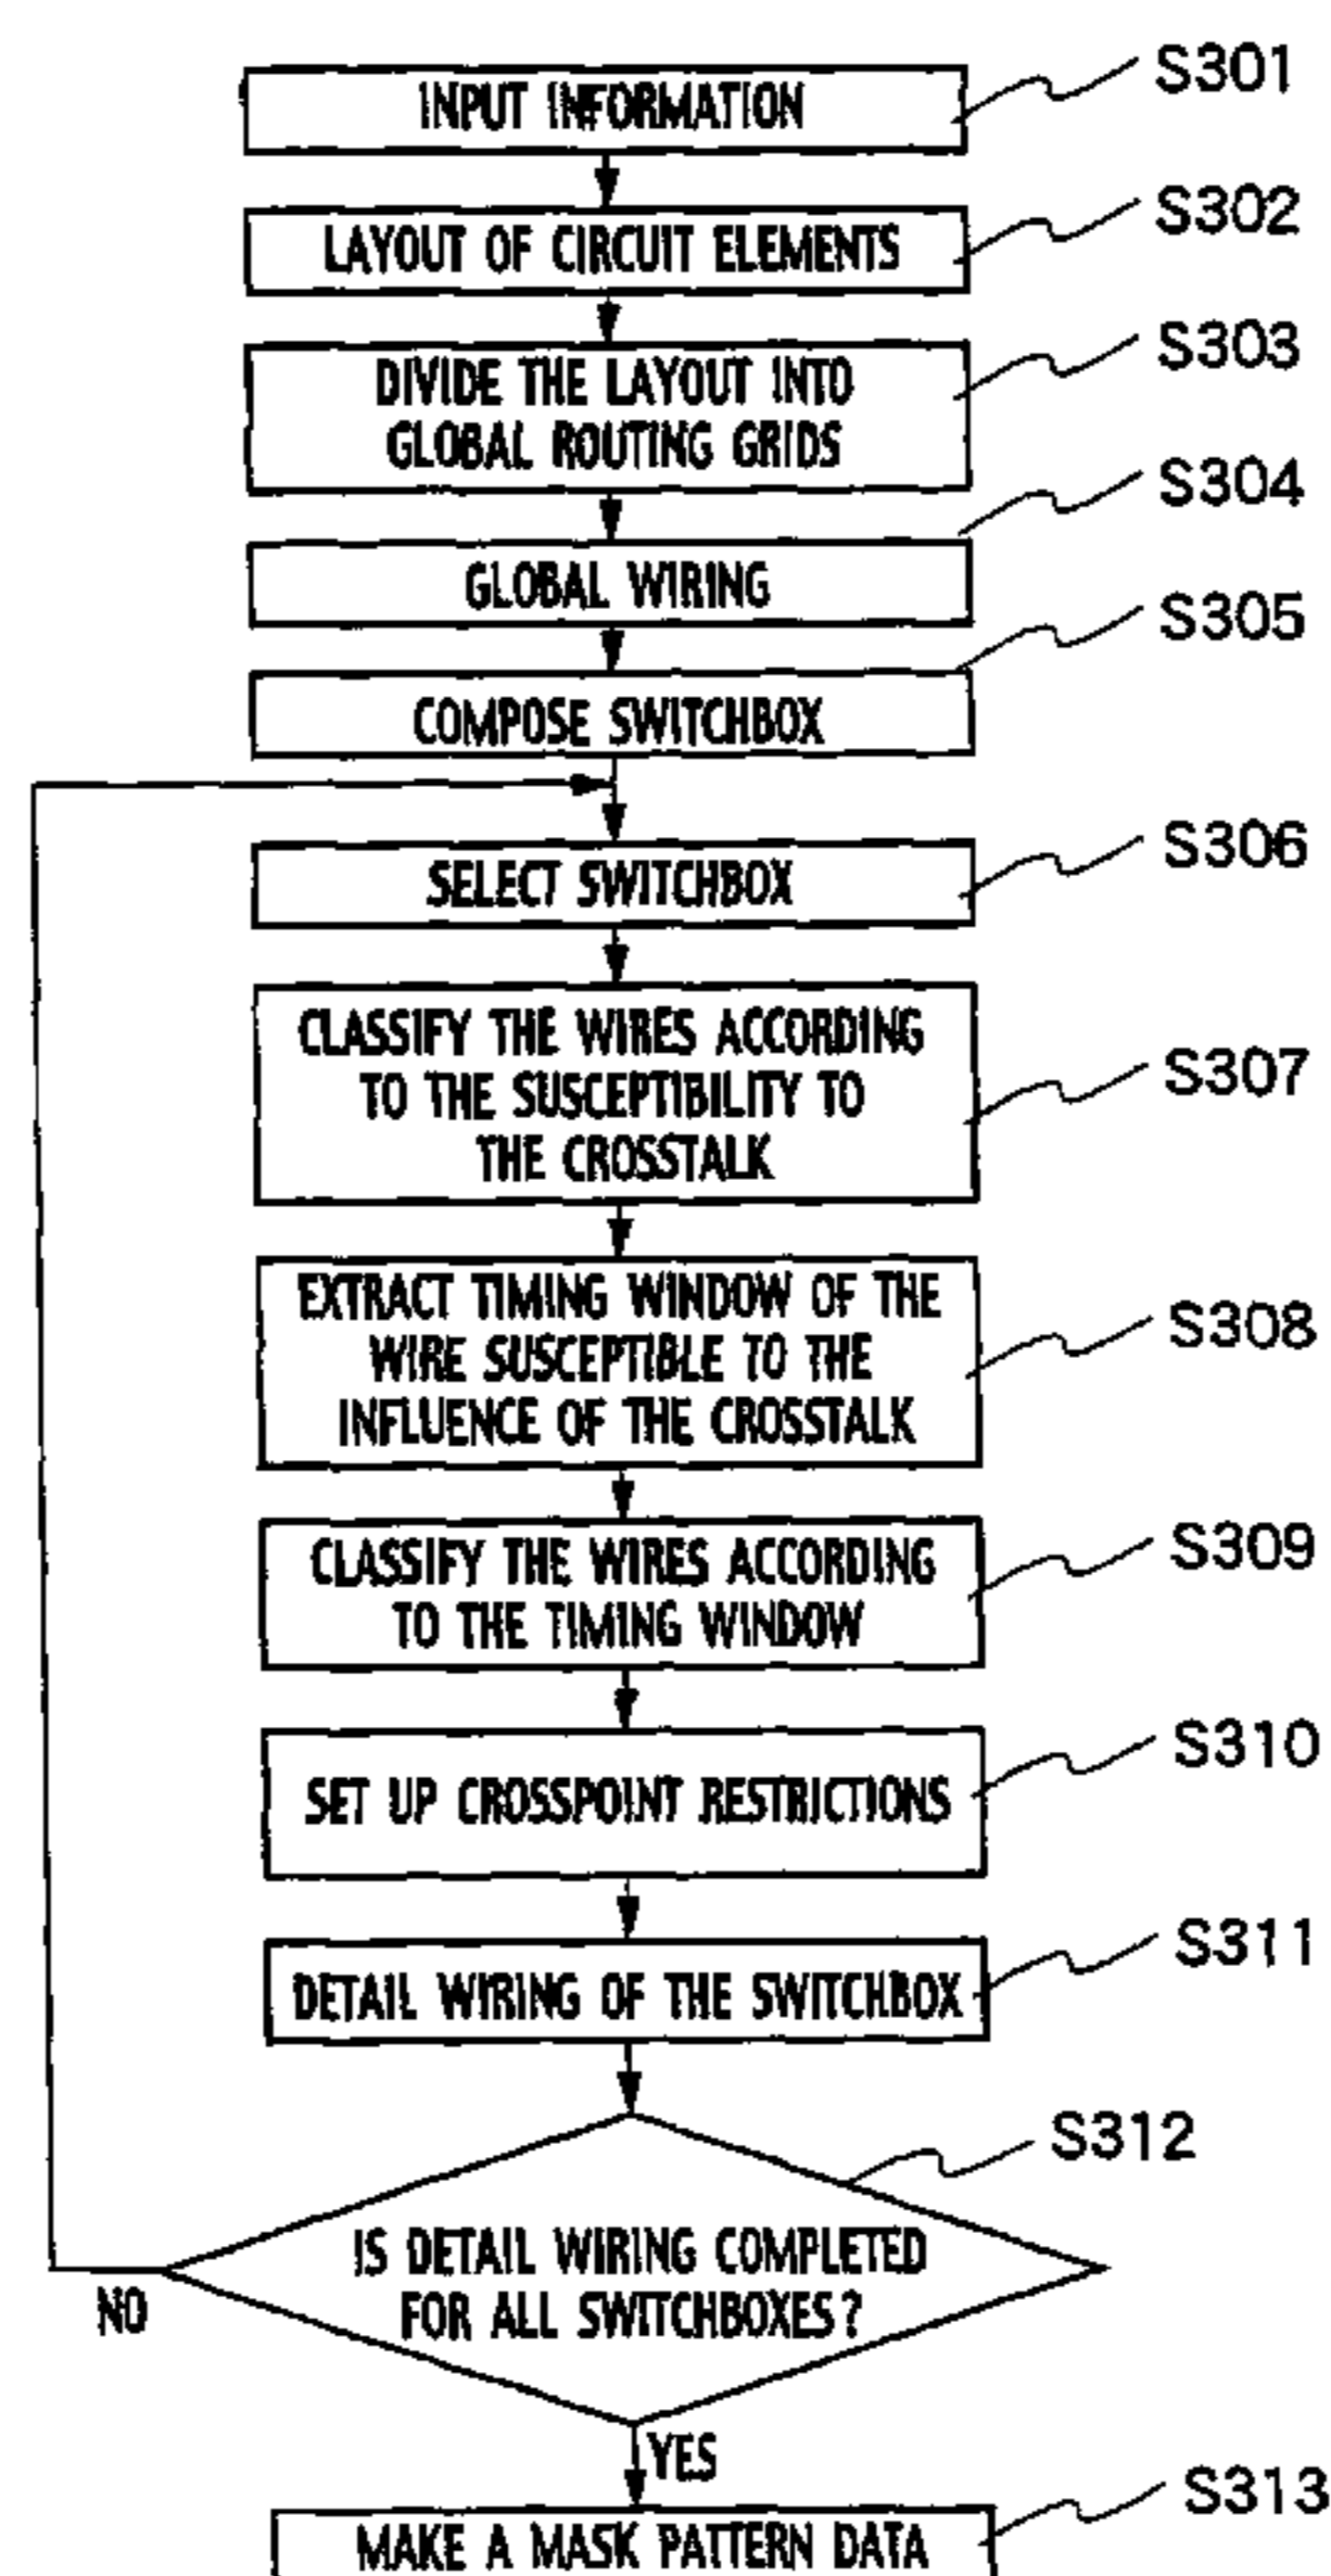 S301
INPUT INFORMATION
S302
LAYOUT OF CIRCUIT ELEMENTS
S303
DIVIDE THE LAYOUT INTO
GLOBAL ROUTING GRIDS
S304
GLOBAL WIRING
S305
COMPOSE SWITCHBOX
S306
SELECT SWITCHBOX
S307
CLASSIFY THE WIRES ACCORDING
TO THE SUSCEPTIBILITY TO
THE CROSSTALK
S308
EXTRACT TIMING WINDOW OF THE
WIRE SUSCEPTIBLE TO THE
INFLUENCE OF THE CROSSTALK
S309
CLASSIFY THE WIRES ACCORDING
TO THE TIMING WINDOW
S310
SET UP CROSSPOINT RESTRICTIONS
S311
DETAIL WIRING OF THE SWITCHBOX
S312
IS DETAIL WIRING COMPLETED
FOR ALL SWITCHBOXES?
NO
YES
S313
MAKE A MASK PATTERN DATA